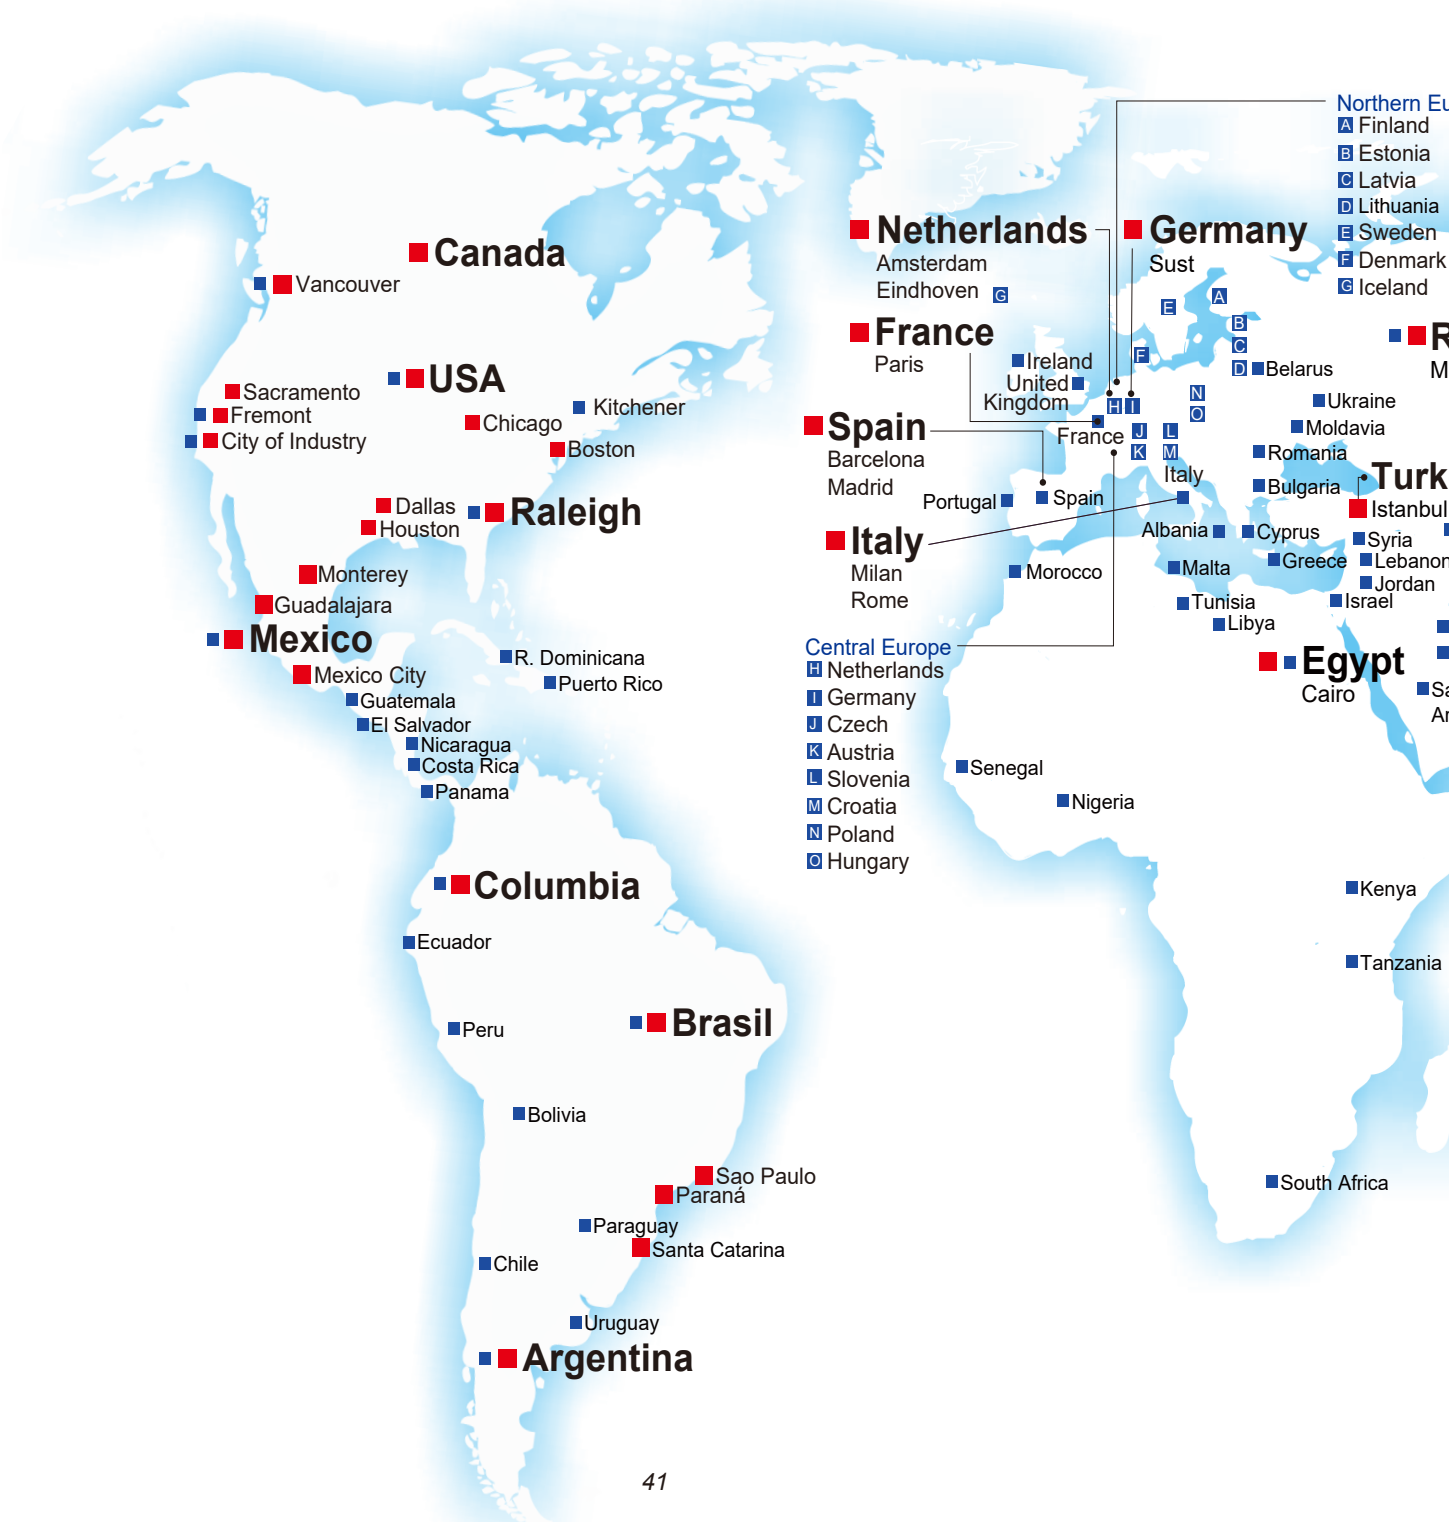 Canada
Vancouver
USA
Sacramento
Fremont
City of Industry
Chicago
Kitchener
Boston
Dallas
Houston
Raleigh
Monterey
Guadalajara
Mexico
Mexico City
R. Dominicana
Puerto Rico
Guatemala
El Salvador
Nicaragua
Costa Rica
Panama
Columbia
Ecuador
Brasil
Peru
Bolivia
Sao Paulo
Paraná
Paraguay
Santa Catarina
Chile
Uruguay
Argentina
41
Netherlands
Amsterdam
Eindhoven
G
France
Paris
Spain
Barcelona
Madrid
Italy
Milan
Rome
Central Europe
H Netherlands
I Germany
J Czech
K Austria
L Slovenia
M Croatia
N Poland
O Hungary
Germany
Sust
Northern Eu
A Finland
B Estonia
C Latvia
D Lithuania
E Sweden
F Denmark
G Iceland
E
A
B
C
D
F
N
O
H
I
J
K
L
M
Ireland
United
Kingdom
France
Belarus
Ukraine
Moldavia
Romania
Bulgaria
Italy
Portugal
Spain
Albania
Cyprus
Greece
Malta
Morocco
Tunisia
Libya
R
M
Turk
Istanbul
Syria
Lebanon
Jordan
Israel
Egypt
Cairo
Sa
Ar
Senegal
Nigeria
Kenya
Tanzania
South Africa